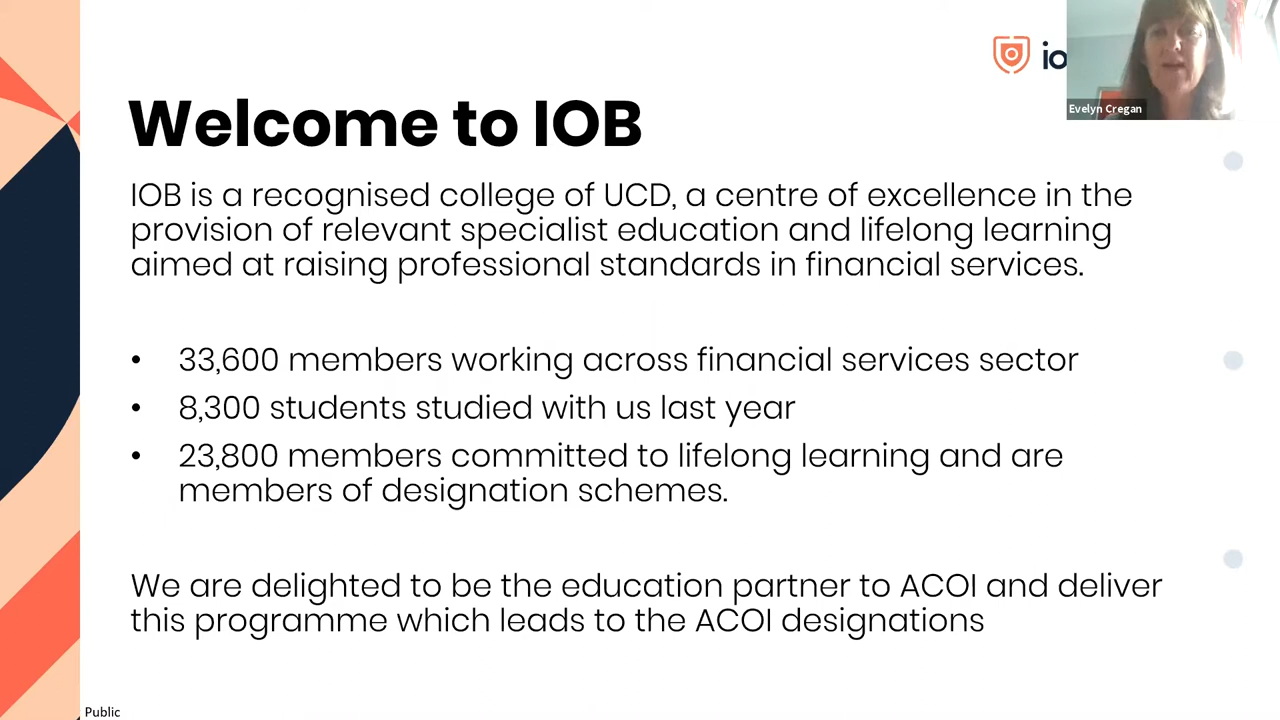 io
Evelyn Cregan
Welcome to IOB
IOB is a recognised college of UCD, a centre of excellence in the
provision of relevant specialist education and lifelong learning
aimed at raising professional standards in financial services.
• 33,600 members working across financial services sector
• 8,300 students studied with us last year
• 23,800 members committed to lifelong learning and are
members of designation schemes.
We are delighted to be the education partner to ACOI and deliver
this programme which leads to the ACOI designations
Public